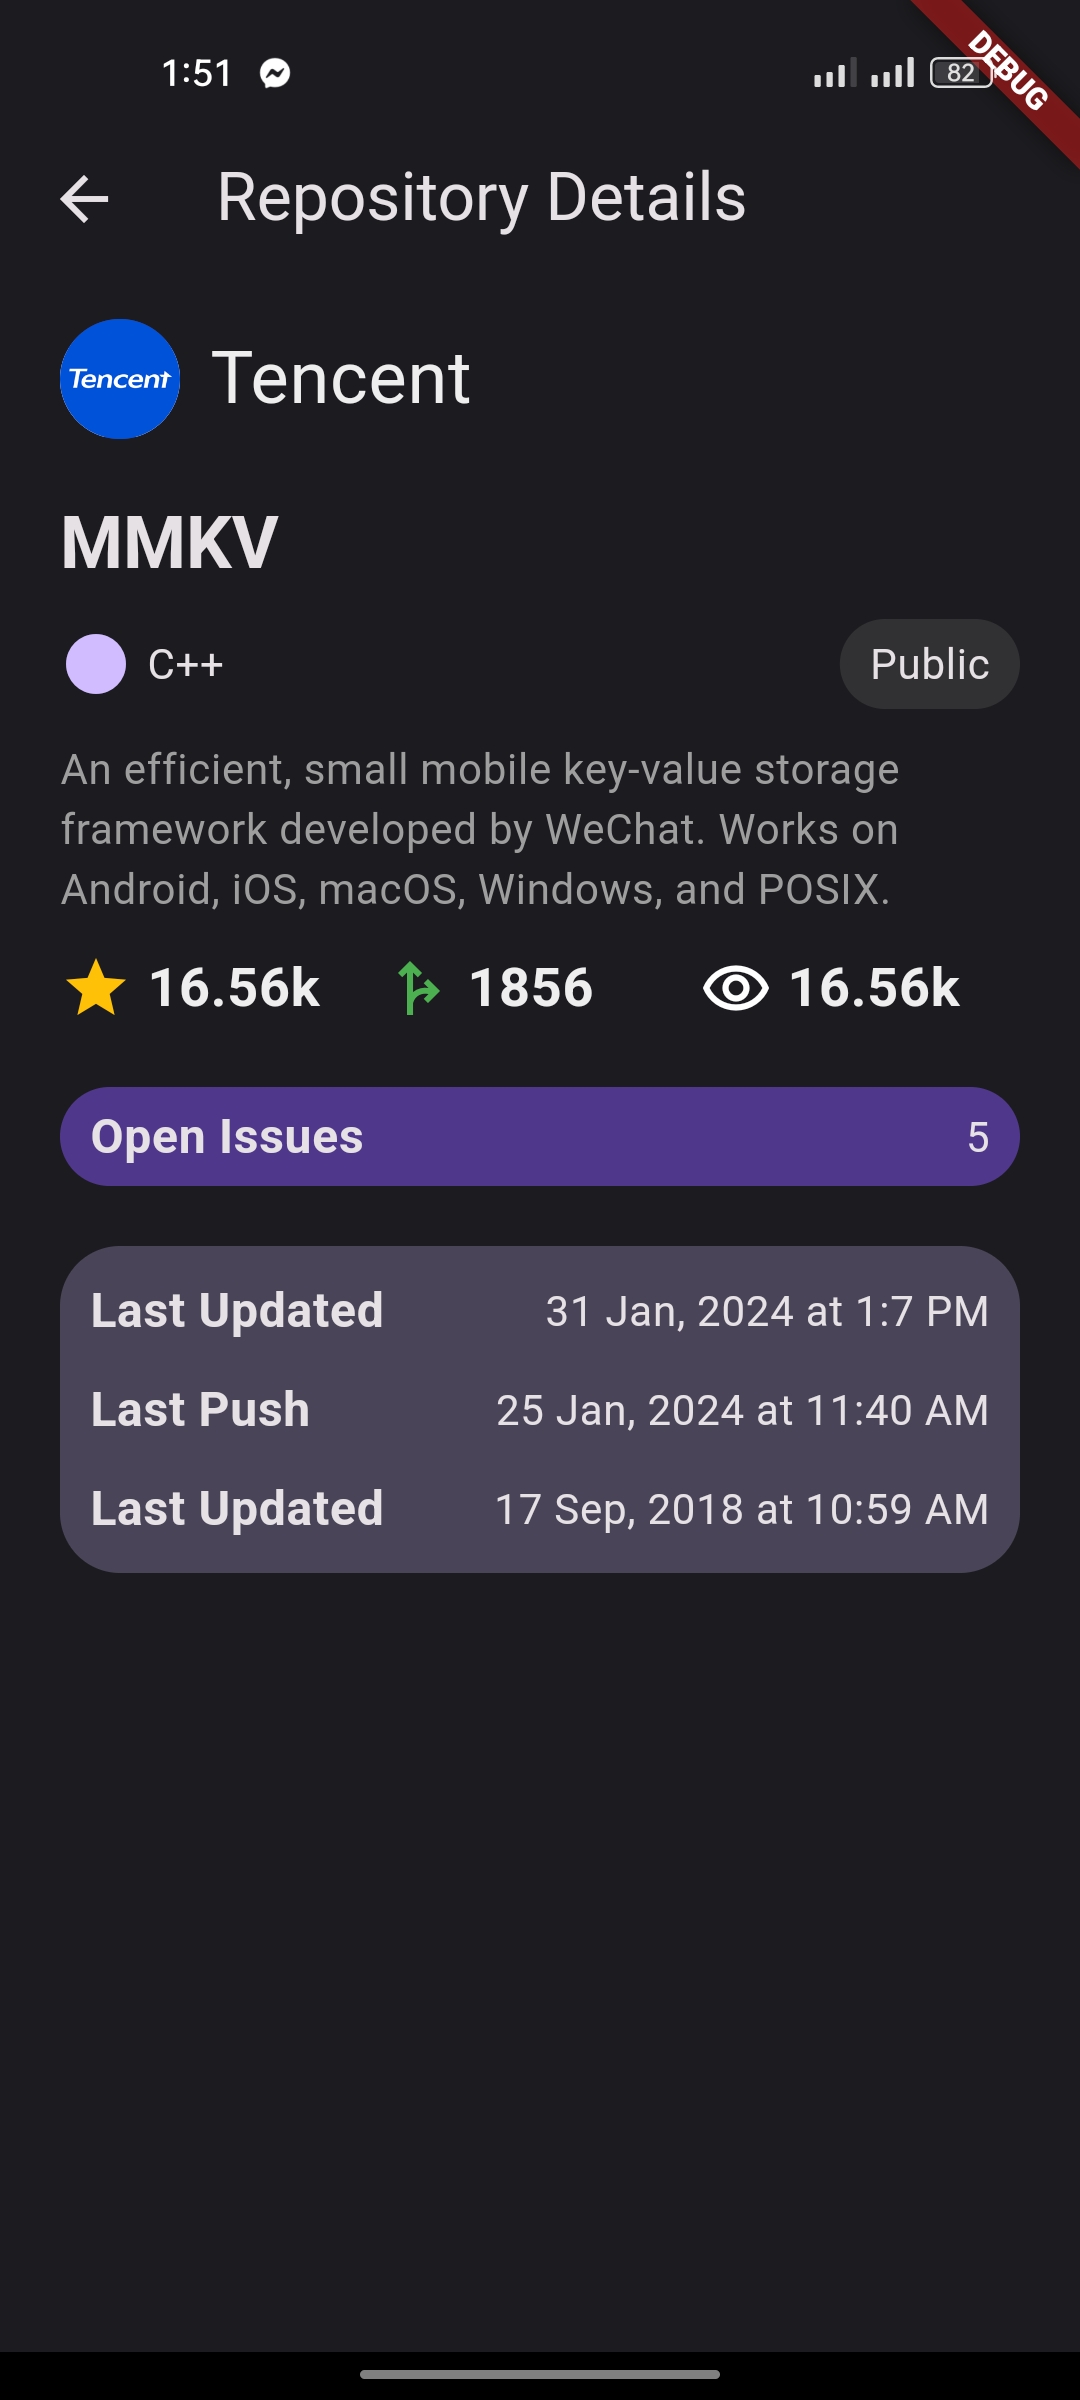 1:51
82
DEBUG
Repository Details
Tencent
Tencent
MMKV
C++
Public
An efficient, small mobile key-value storage
framework developed by WeChat. Works on
Android, iOS, macOS, Windows, and POSIX.
16.56k 1856 16.56k
Open Issues 5
Last Updated 31 Jan, 2024 at 1:7 PM
Last Push 25 Jan, 2024 at 11:40 AM
Last Updated 17 Sep, 2018 at 10:59 AM